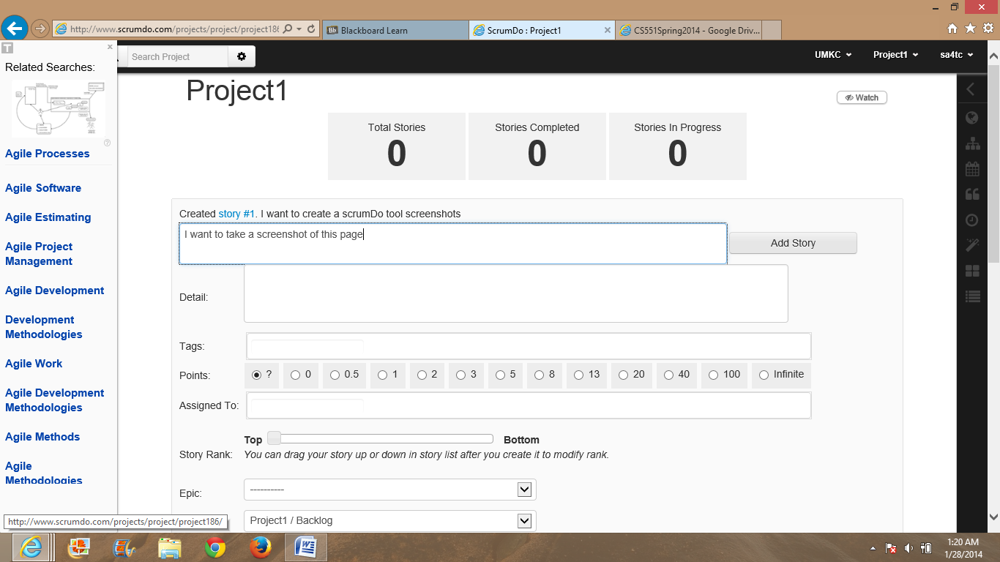 http://www.scrumdo.com/projects/project/project186
Bb Blackboard Learn
ScrumDo : Project1
CS551Spring2014 - Google Driv...
T
Related Searches:
Agile Processes
Agile Software
Agile Estimating
Agile Project
Management
Agile Development
Development
Methodologies
Agile Work
Agile Development
Methodologies
Agile Methods
Agile
Methodologies
Search Project
UMKC
Project1
sa4tc
Project1
Watch
Total Stories
0
Stories Completed
0
Stories In Progress
0
Created story #1. I want to create a scrumDo tool screenshots
I want to take a screenshot of this page
Add Story
Detail:
Tags:
Points: ? 0 0.5 1 2 3 5 8 13 20 40 100 Infinite
Assigned To:
Top Bottom
Story Rank: You can drag your story up or down in story list after you create it to modify rank.
Epic: ----------
Project1 / Backlog
http://www.scrumdo.com/projects/project/project186/
1:20 AM
1/28/2014